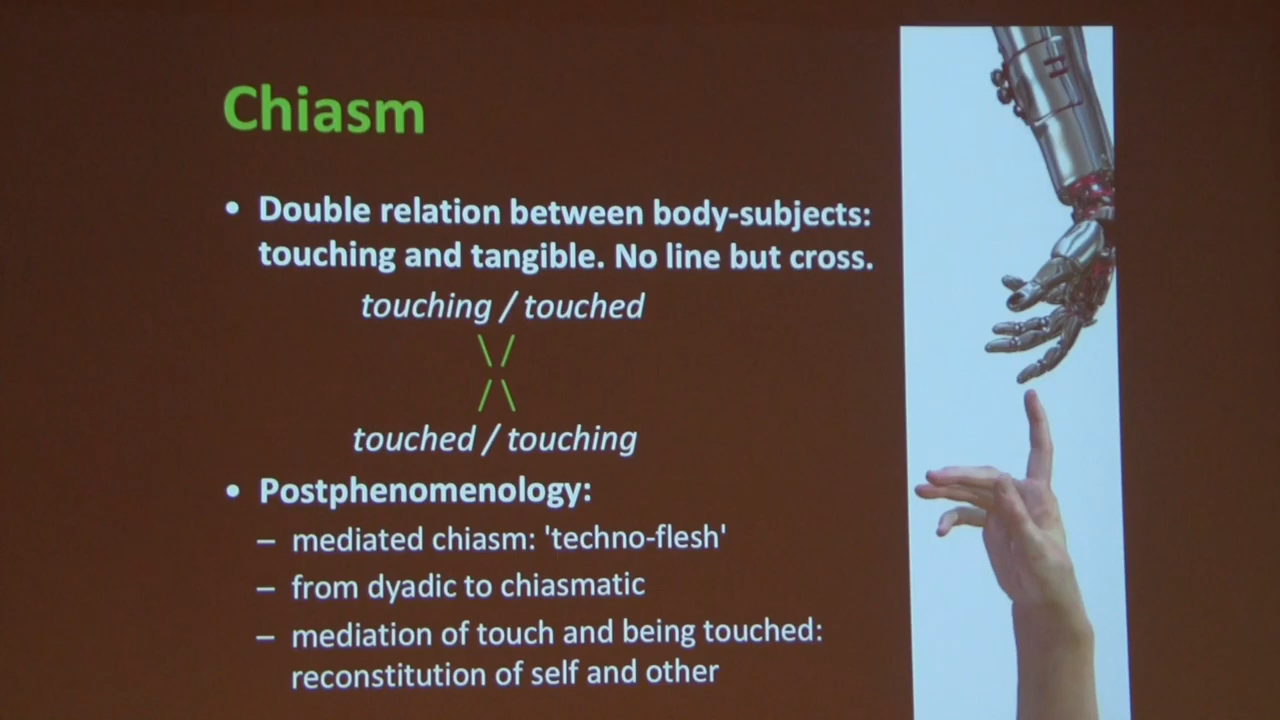 Chiasm
• Double relation between body-subjects:
touching and tangible. No line but cross.
touching / touched
\ /
/ \
touched / touching
• Postphenomenology:
– mediated chiasm: 'techno-flesh'
– from dyadic to chiasmatic
– mediation of touch and being touched:
reconstitution of self and other